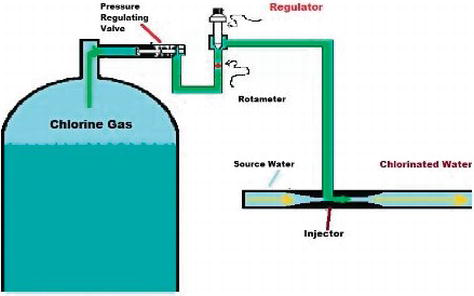 Pressure
Regulating
Valve
Regulator
Rotameter
Chlorine Gas
Source Water
Chlorinated Water
Injector